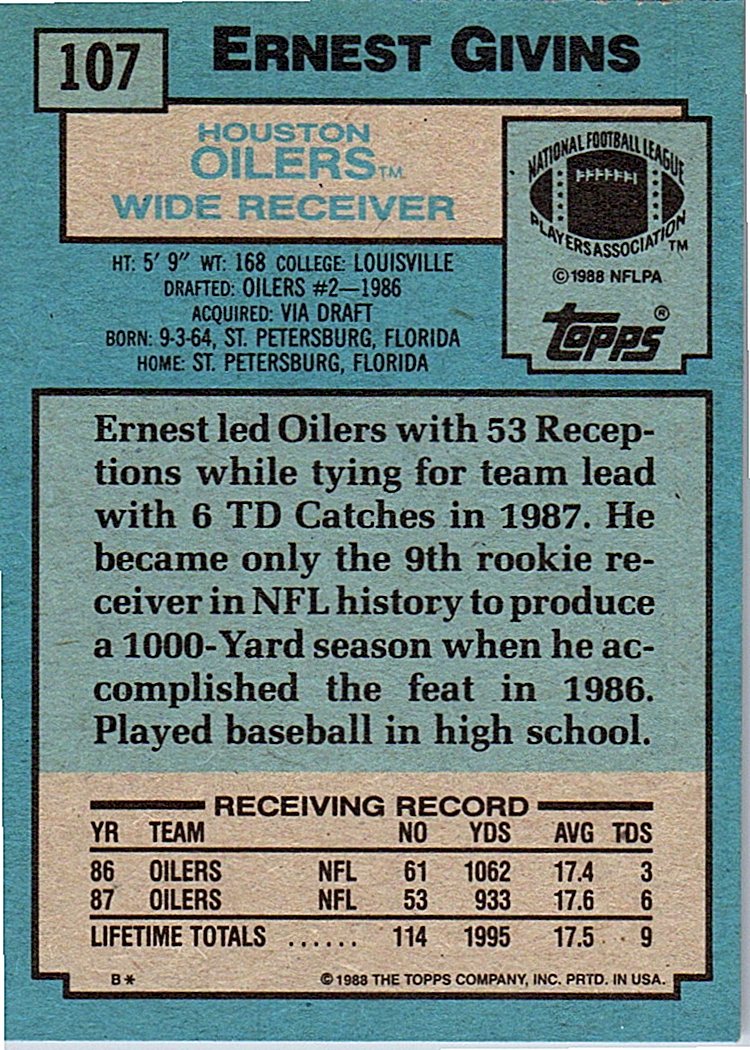 107
ERNEST GIVINS
HOUSTON
OILERS™
WIDE RECEIVER
NATIONAL FOOTBALL LEAGUE
PLAYERS ASSOCIATION™
©1988 NFLPA
topps®
HT: 5' 9" WT: 168 COLLEGE: LOUISVILLE
DRAFTED: OILERS #2—1986
ACQUIRED: VIA DRAFT
BORN: 9-3-64, ST. PETERSBURG, FLORIDA
HOME: ST. PETERSBURG, FLORIDA
Ernest led Oilers with 53 Recep-
tions while tying for team lead
with 6 TD Catches in 1987. He
became only the 9th rookie re-
ceiver in NFL history to produce
a 1000-Yard season when he ac-
complished the feat in 1986.
Played baseball in high school.
RECEIVING RECORD
YR TEAM NO YDS AVG TDS
86 OILERS NFL 61 1062 17.4 3
87 OILERS NFL 53 933 17.6 6
LIFETIME TOTALS ...... 114 1995 17.5 9
B* ©1988 THE TOPPS COMPANY, INC. PRTD. IN USA.